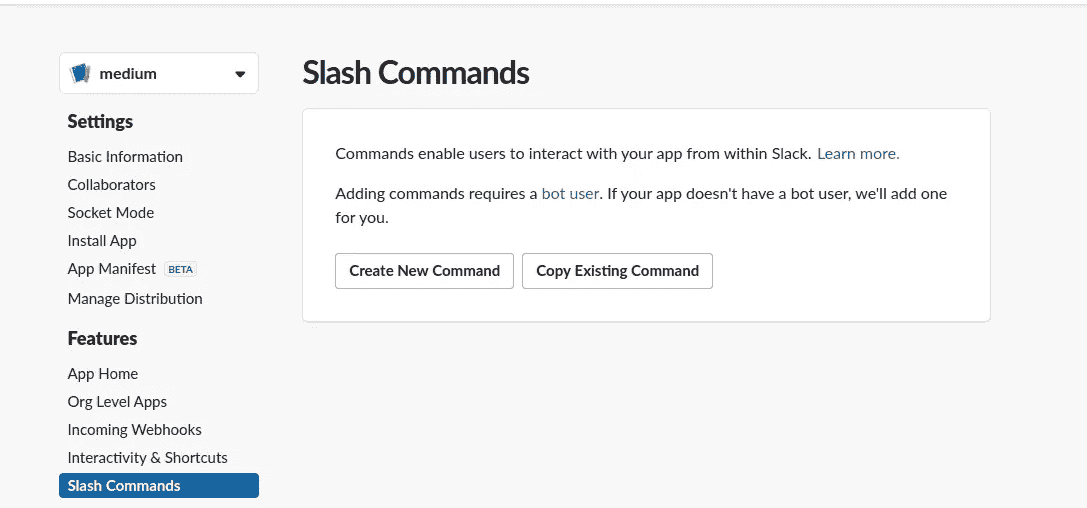 medium
Settings
Basic Information
Collaborators
Socket Mode
Install App
App Manifest BETA
Manage Distribution
Features
App Home
Org Level Apps
Incoming Webhooks
Interactivity & Shortcuts
Slash Commands
Slash Commands
Commands enable users to interact with your app from within Slack. Learn more.
Adding commands requires a bot user. If your app doesn't have a bot user, we'll add one
for you.
Create New Command Copy Existing Command